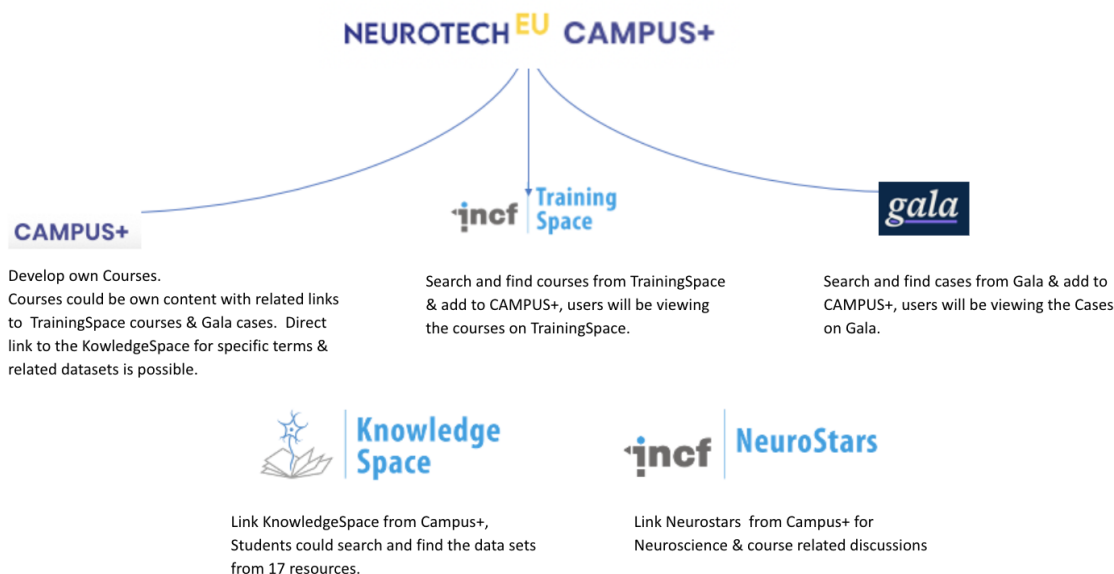 NEUROTECH EU CAMPUS+
CAMPUS+
Develop own Courses.
Courses could be own content with related links
to TrainingSpace courses & Gala cases. Direct
link to the KowledgeSpace for specific terms &
related datasets is possible.
incf Training
Space
Search and find courses from TrainingSpace
& add to CAMPUS+, users will be viewing
the courses on TrainingSpace.
gala
Search and find cases from Gala & add to
CAMPUS+, users will be viewing the Cases
on Gala.
Knowledge
Space
Link KnowledgeSpace from Campus+,
Students could search and find the data sets
from 17 resources.
incf NeuroStars
Link Neurostars from Campus+ for
Neuroscience & course related discussions